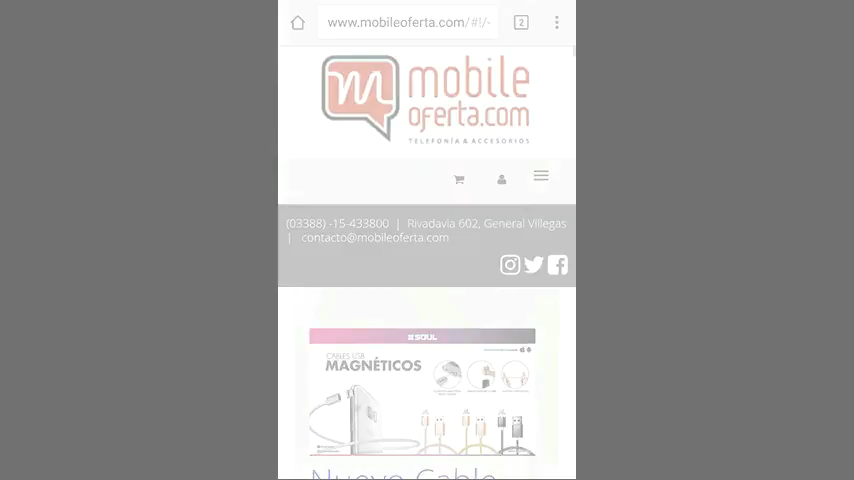 www.mobileoferta.com/#!/-
2
m mobile
oferta.com
TELEFONÍA & ACCESORIOS
(03388) -15-433800 | Rivadavia 602, General Villegas
| contacto@mobileoferta.com
SOUL
CABLES USB
MAGNÉTICOS
Nuevo Cable